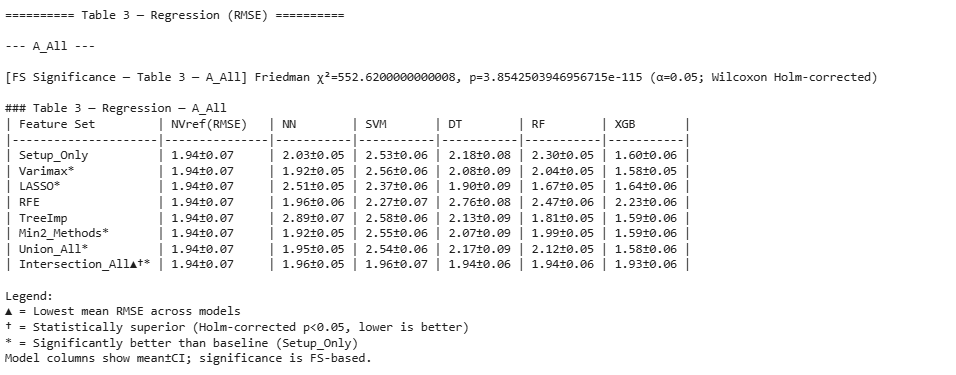 ========== Table 3 — Regression (RMSE) ==========
--- A_All ---
[FS Significance — Table 3 — A_All] Friedman χ²=552.6200000000008, p=3.8542503946956715e-115 (α=0.05; Wilcoxon Holm-corrected)
### Table 3 — Regression — A_All
| Feature Set         | NVref(RMSE)   | NN        | SVM       | DT        | RF        | XGB       |
|---------------------|---------------|-----------|-----------|-----------|-----------|-----------|
| Setup_Only          | 1.94±0.07     | 2.03±0.05 | 2.53±0.06 | 2.18±0.08 | 2.30±0.05 | 1.60±0.06 |
| Varimax*            | 1.94±0.07     | 1.92±0.05 | 2.56±0.06 | 2.08±0.09 | 2.04±0.05 | 1.58±0.05 |
| LASSO*              | 1.94±0.07     | 2.51±0.05 | 2.37±0.06 | 1.90±0.09 | 1.67±0.05 | 1.64±0.06 |
| RFE                 | 1.94±0.07     | 1.96±0.06 | 2.27±0.07 | 2.76±0.08 | 2.47±0.06 | 2.23±0.06 |
| TreeImp             | 1.94±0.07     | 2.89±0.07 | 2.58±0.06 | 2.13±0.09 | 1.81±0.05 | 1.59±0.06 |
| Min2_Methods*       | 1.94±0.07     | 1.92±0.05 | 2.55±0.06 | 2.07±0.09 | 1.99±0.05 | 1.59±0.06 |
| Union_All*          | 1.94±0.07     | 1.95±0.05 | 2.54±0.06 | 2.17±0.09 | 2.12±0.05 | 1.58±0.06 |
| Intersection_All▲†* | 1.94±0.07     | 1.96±0.05 | 1.96±0.07 | 1.94±0.06 | 1.94±0.06 | 1.93±0.06 |
Legend:
▲ = Lowest mean RMSE across models
† = Statistically superior (Holm-corrected p<0.05, lower is better)
* = Significantly better than baseline (Setup_Only)
Model columns show mean±CI; significance is FS-based.